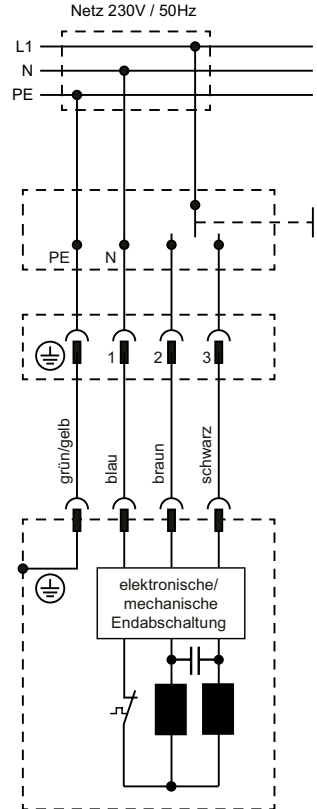 Netz 230V / 50Hz
L1
N
PE
PE N
1 2 3
grün/gelb
blau
braun
schwarz
elektronische/
mechanische
Endabschaltung